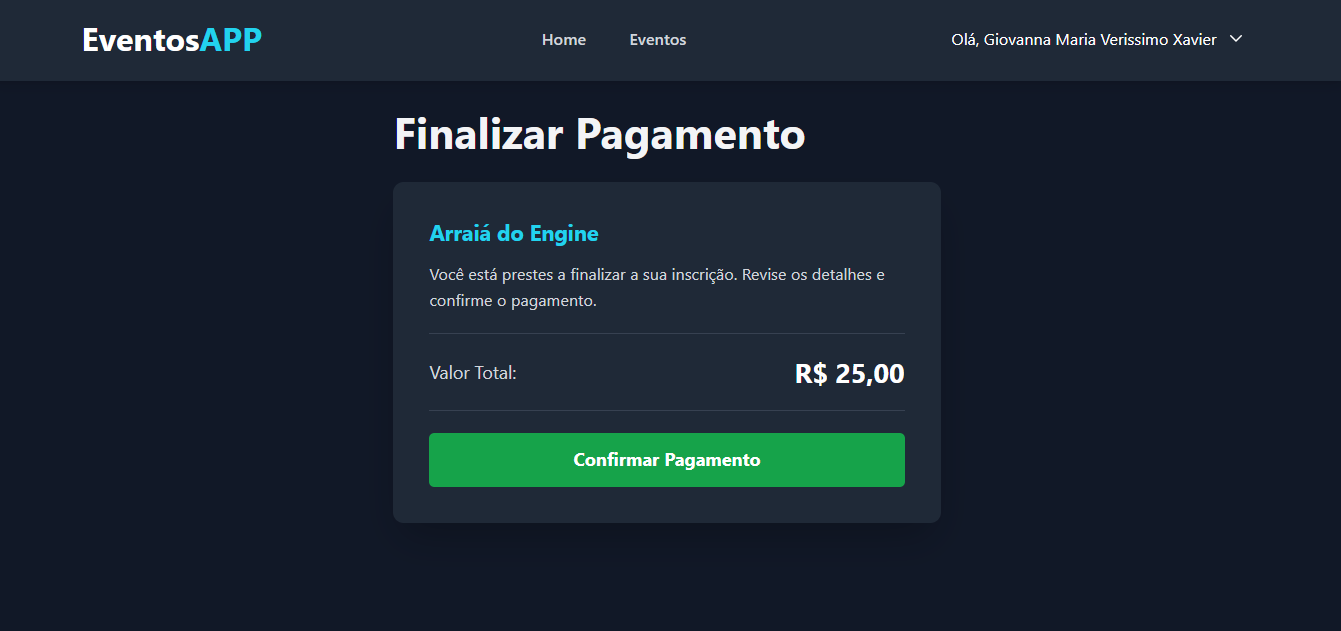 EventosAPP
Home
Eventos
Olá, Giovanna Maria Verissimo Xavier
Finalizar Pagamento
Arraiá do Engine
Você está prestes a finalizar a sua inscrição. Revise os detalhes e
confirme o pagamento.
Valor Total:
R$ 25,00
Confirmar Pagamento